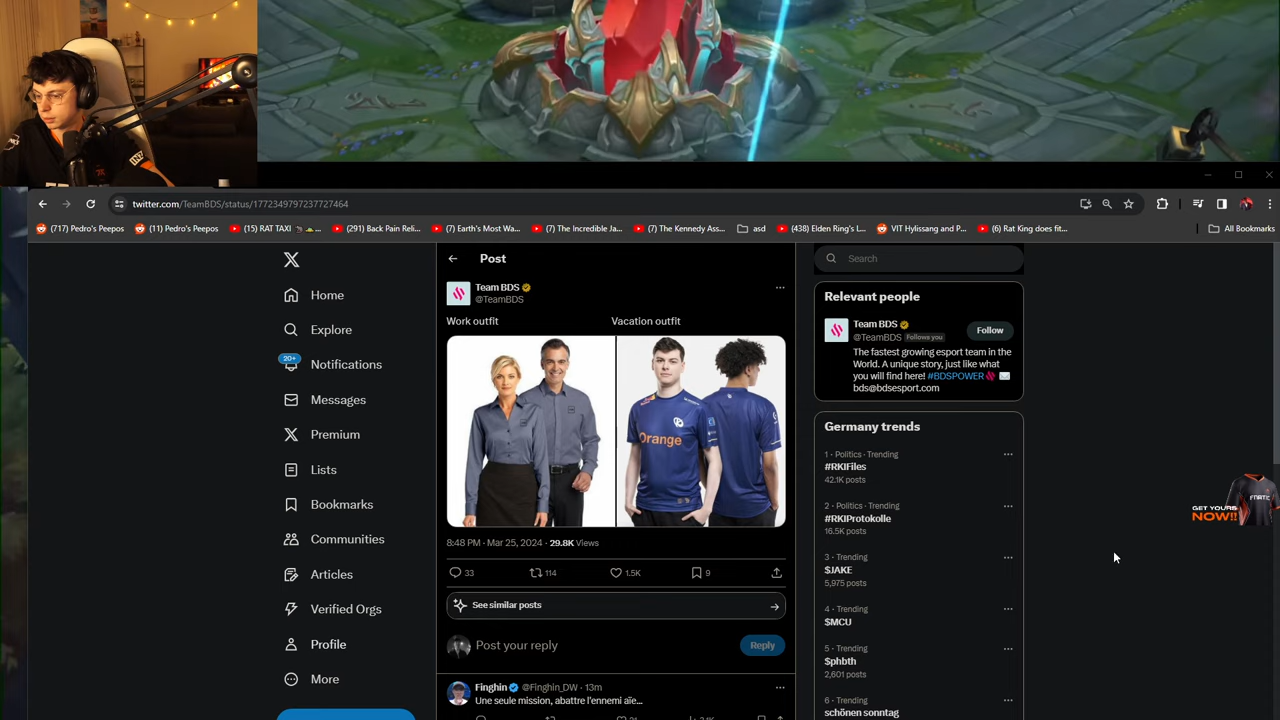 twitter.com/TeamBDS/status/1772349797237727464
(717) Pedro's Peepos
(11) Pedro's Peepos
(15) RAT TAXI
(291) Back Pain Reli...
(7) Earth's Most Wa...
(7) The Incredible Ja...
(7) The Kennedy Ass...
asd
(438) Elden Ring's L...
VIT Hylissang and P...
(6) Rat King does fit...
All Bookmarks
Home
Explore
20+
Notifications
Messages
Premium
Lists
Bookmarks
Communities
Articles
Verified Orgs
Profile
More
Post
Team BDS
@TeamBDS
Work outfit Vacation outfit
Orange
8:48 PM · Mar 25, 2024 · 29.8K Views
33 114 1.5K 9
See similar posts
Post your reply
Reply
Finghin @Finghin_DW · 13m
Une seule mission, abattre l'ennemi aïe...
Search
Relevant people
Team BDS
@TeamBDS Follows you
Follow
The fastest growing esport team in the
World. A unique story, just like what
you will find here! #BDSPOWER
bds@bdsesport.com
Germany trends
1 · Politics · Trending
#RKIFiles
42.1K posts
2 · Politics · Trending
#RKIProtokolle
16.5K posts
3 · Trending
$JAKE
5,975 posts
4 · Trending
$MCU
5 · Trending
$phbth
2,601 posts
6 · Trending
schönen sonntag
FNATIC
GET YOURS
NOW!!